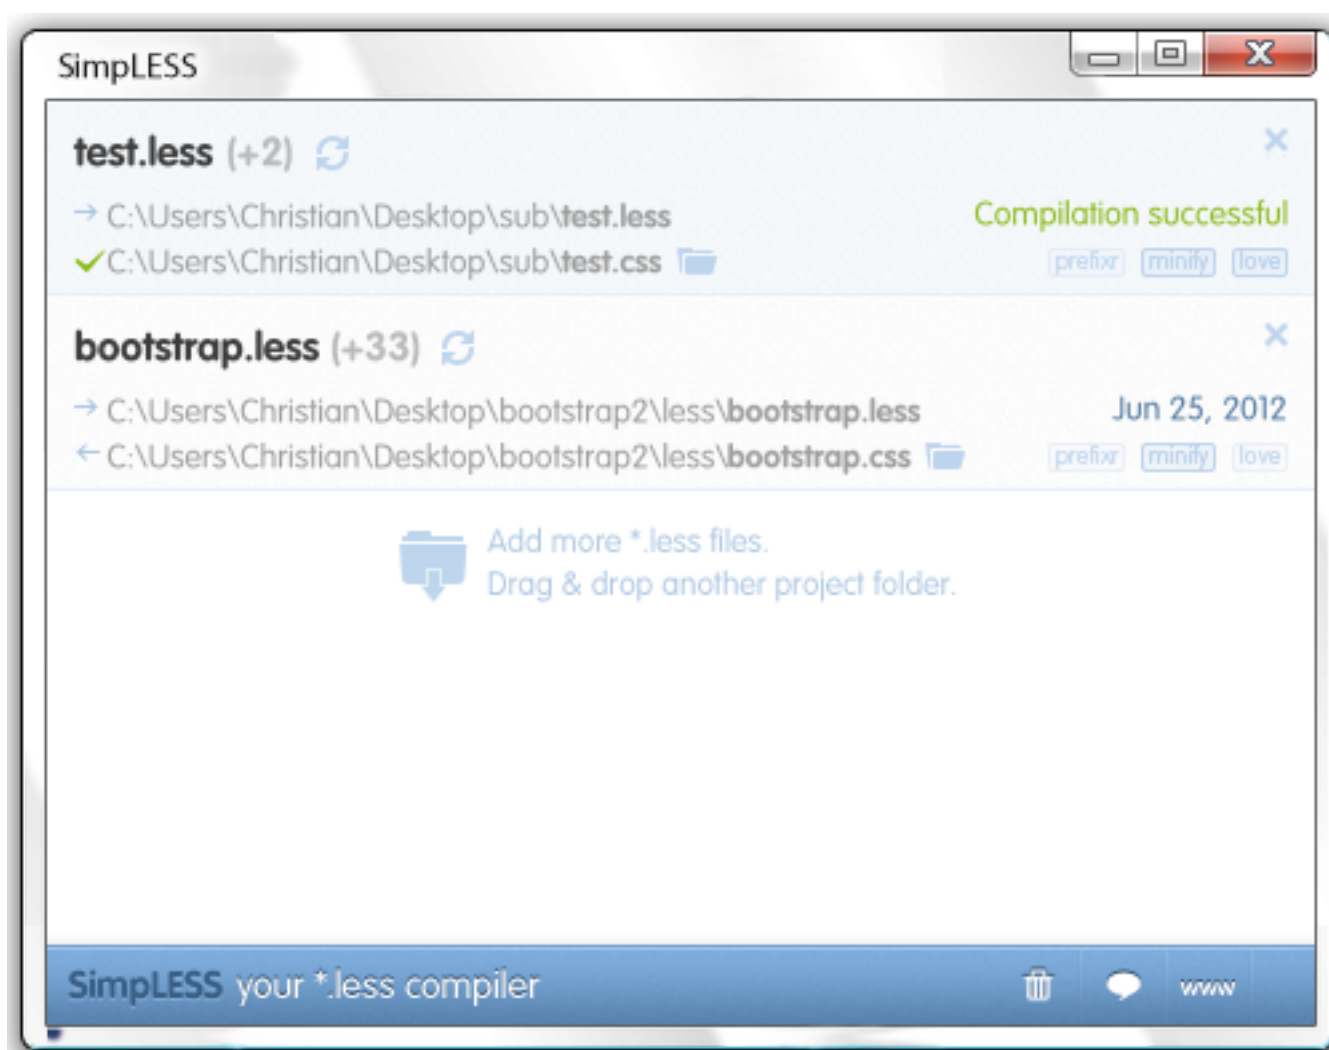 SimpLESS
test.less (+2)
C:\Users\Christian\Desktop\sub\test.less
Compilation successful
C:\Users\Christian\Desktop\sub\test.css
prefixr minify love
bootstrap.less (+33)
C:\Users\Christian\Desktop\bootstrap2\less\bootstrap.less
Jun 25, 2012
C:\Users\Christian\Desktop\bootstrap2\less\bootstrap.css
prefixr minify love
Add more *.less files.
Drag & drop another project folder.
SimpLESS your *.less compiler
www